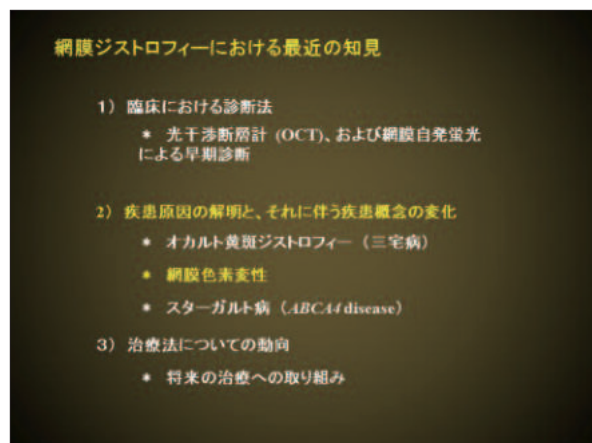 網膜ジストロフィーにおける最近の知見
1) 臨床における診断法
* 光干渉断層計 (OCT)、および網膜自発蛍光
による早期診断
2) 疾患原因の解明と、それに伴う疾患概念の変化
* オカルト黄斑ジストロフィー (三宅病)
* 網膜色素変性
* スターガルト病 (ABCA4 disease)
3) 治療法についての動向
* 将来の治療への取り組み